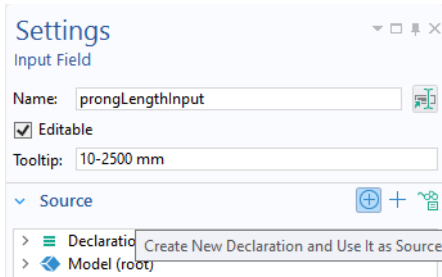 Settings
Input Field
Name: prongLengthInput
Editable
Tooltip: 10-2500 mm
Source
Declaratio
Create New Declaration and Use It as Source
Model (root)